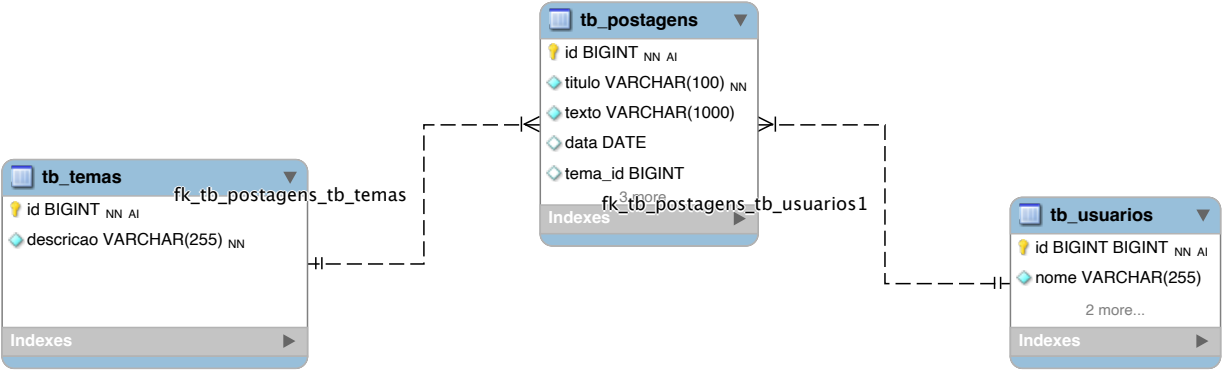 tb_postagens
id BIGINT NN AI
titulo VARCHAR(100) NN
texto VARCHAR(1000)
data DATE
tema_id BIGINT
3 more...
Indexes
fk_tb_postagens_tb_temas
fk_tb_postagens_tb_usuarios1
tb_temas
id BIGINT NN AI
descricao VARCHAR(255) NN
Indexes
tb_usuarios
id BIGINT BIGINT NN AI
nome VARCHAR(255)
2 more...
Indexes